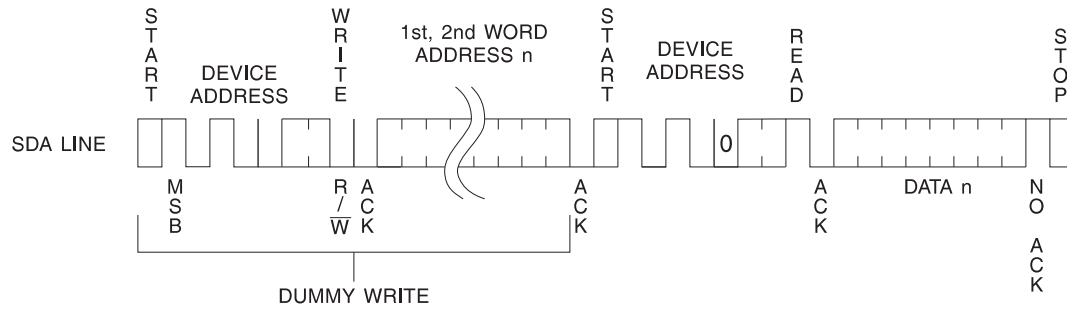 START
WRITE
1st, 2nd WORD
ADDRESS n
START
READ
STOP
DEVICE
ADDRESS
DEVICE
ADDRESS
SDA LINE
0
MSB
R/W
ACK
ACK
ACK
DATA n
NO ACK
DUMMY WRITE